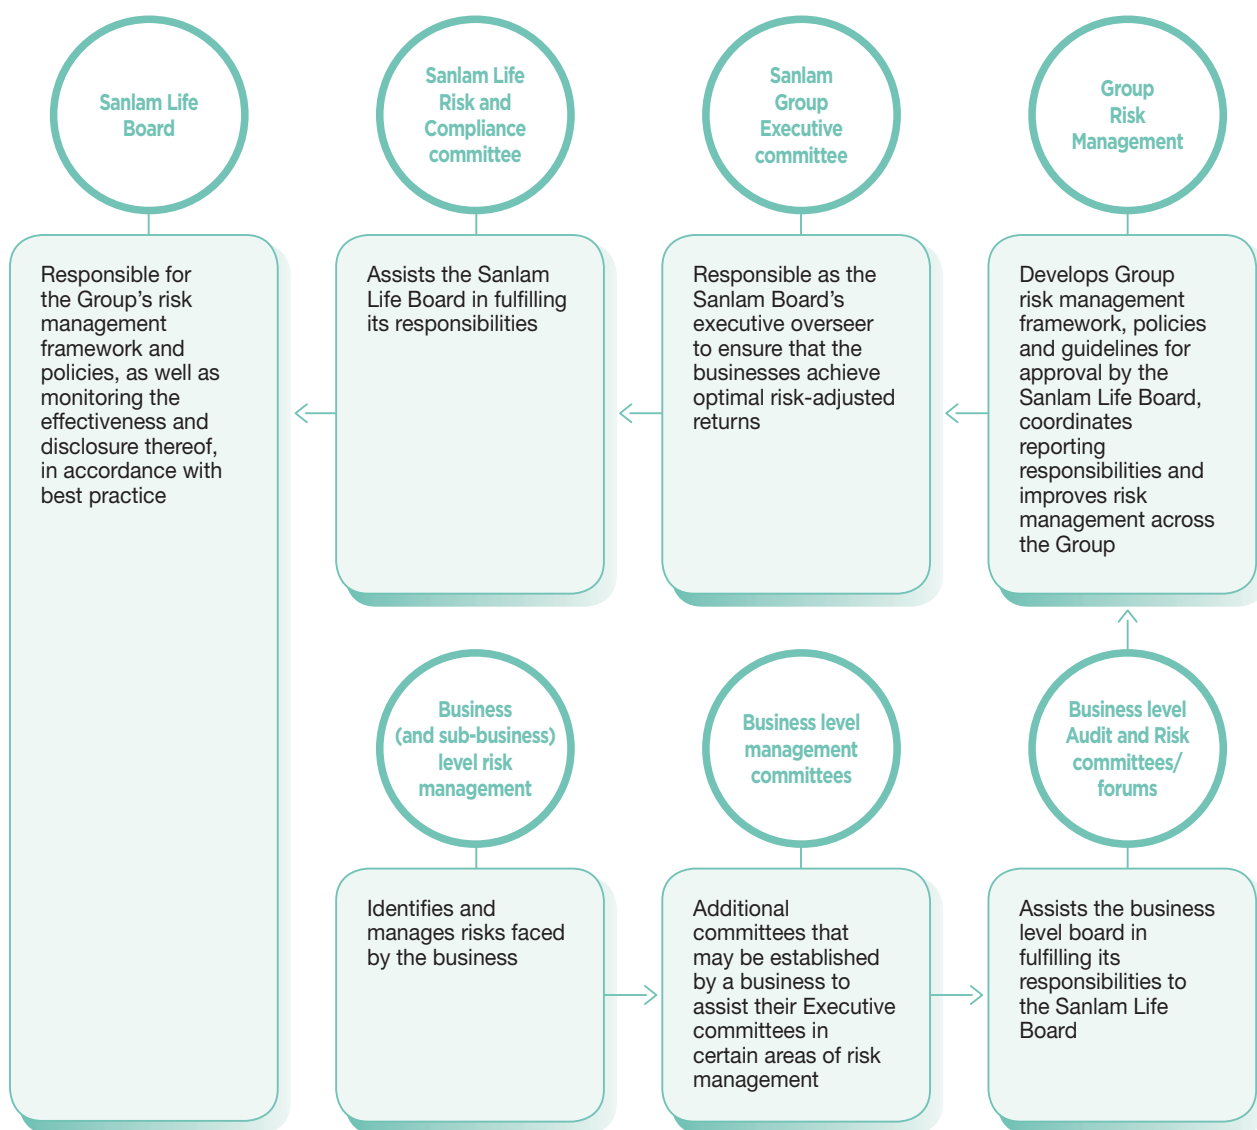 Sanlam Life
Board
Responsible for
the Group’s risk
management
framework and
policies, as well as
monitoring the
effectiveness and
disclosure thereof,
in accordance with
best practice
Sanlam Life
Risk and
Compliance
committee
Assists the Sanlam
Life Board in fulfilling
its responsibilities
Sanlam
Group
Executive
committee
Responsible as the
Sanlam Board’s
executive overseer
to ensure that the
businesses achieve
optimal risk-adjusted
returns
Group
Risk
Management
Develops Group
risk management
framework, policies
and guidelines for
approval by the
Sanlam Life Board,
coordinates
reporting
responsibilities and
improves risk
management across
the Group
Business
(and sub-business)
level risk
management
Identifies and
manages risks faced
by the business
Business level
management
committees
Additional
committees that
may be established
by a business to
assist their Executive
committees in
certain areas of risk
management
Business level
Audit and Risk
committees/
forums
Assists the business
level board in
fulfilling its
responsibilities to
the Sanlam Life
Board